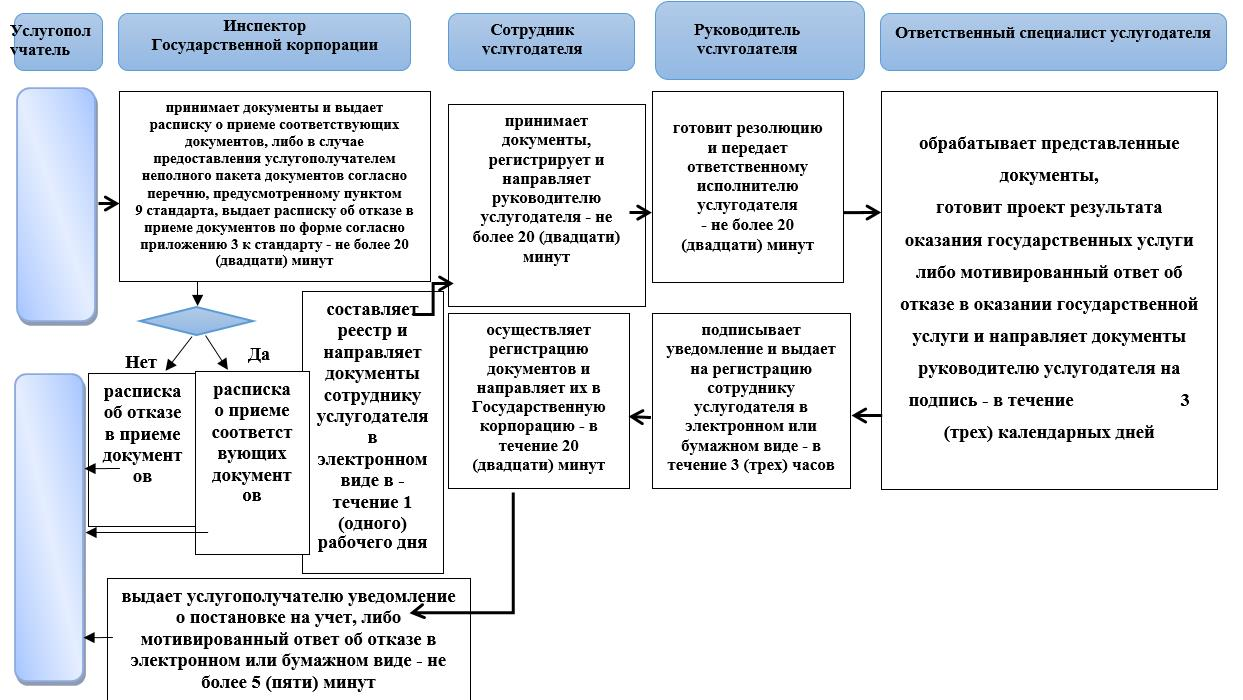 Услугопол
учатель
Инспектор
Государственной корпорации
Сотрудник
услугодателя
Руководитель
услугодателя
Ответственный специалист услугодателя
принимает документы и выдает
расписку о приеме соответствующих
документов, либо в случае
предоставления услугополучателем
неполного пакета документов согласно
перечню, предусмотренному пунктом
9 стандарта, выдает расписку об отказе в
приеме документов по форме согласно
приложению 3 к стандарту - не более 20
(двадцати) минут
принимает
документы,
регистрирует и
направляет
руководителю
услугодателя - не
более 20 (двадцати)
минут
готовит резолюцию
и передает
ответственному
исполнителю
услугодателя
- не более 20
(двадцати) минут
обрабатывает представленные
документы,
готовит проект результата
оказания государственных услуги
либо мотивированный ответ об
отказе в оказании государственной
услуги и направляет документы
руководителю услугодателя на
подпись - в течение 3
(трех) календарных дней
Нет
Да
расписка
об отказе
в приеме
документ
ов
расписка
о приеме
соответст
вующих
документ
ов
составляет
реестр и
направляет
документы
сотруднику
услугодателя
в
электронном
виде в -
течение 1
(одного)
рабочего дня
осуществляет
регистрацию
документов и
направляет их в
Государственную
корпорацию - в
течение 20
(двадцати) минут
подписывает
уведомление и выдает
на регистрацию
сотруднику
услугодателя в
электронном или
бумажном виде - в
течение 3 (трех) часов
выдает услугополучателю уведомление
о постановке на учет, либо
мотивированный ответ об отказе в
электронном или бумажном виде - не
более 5 (пяти) минут